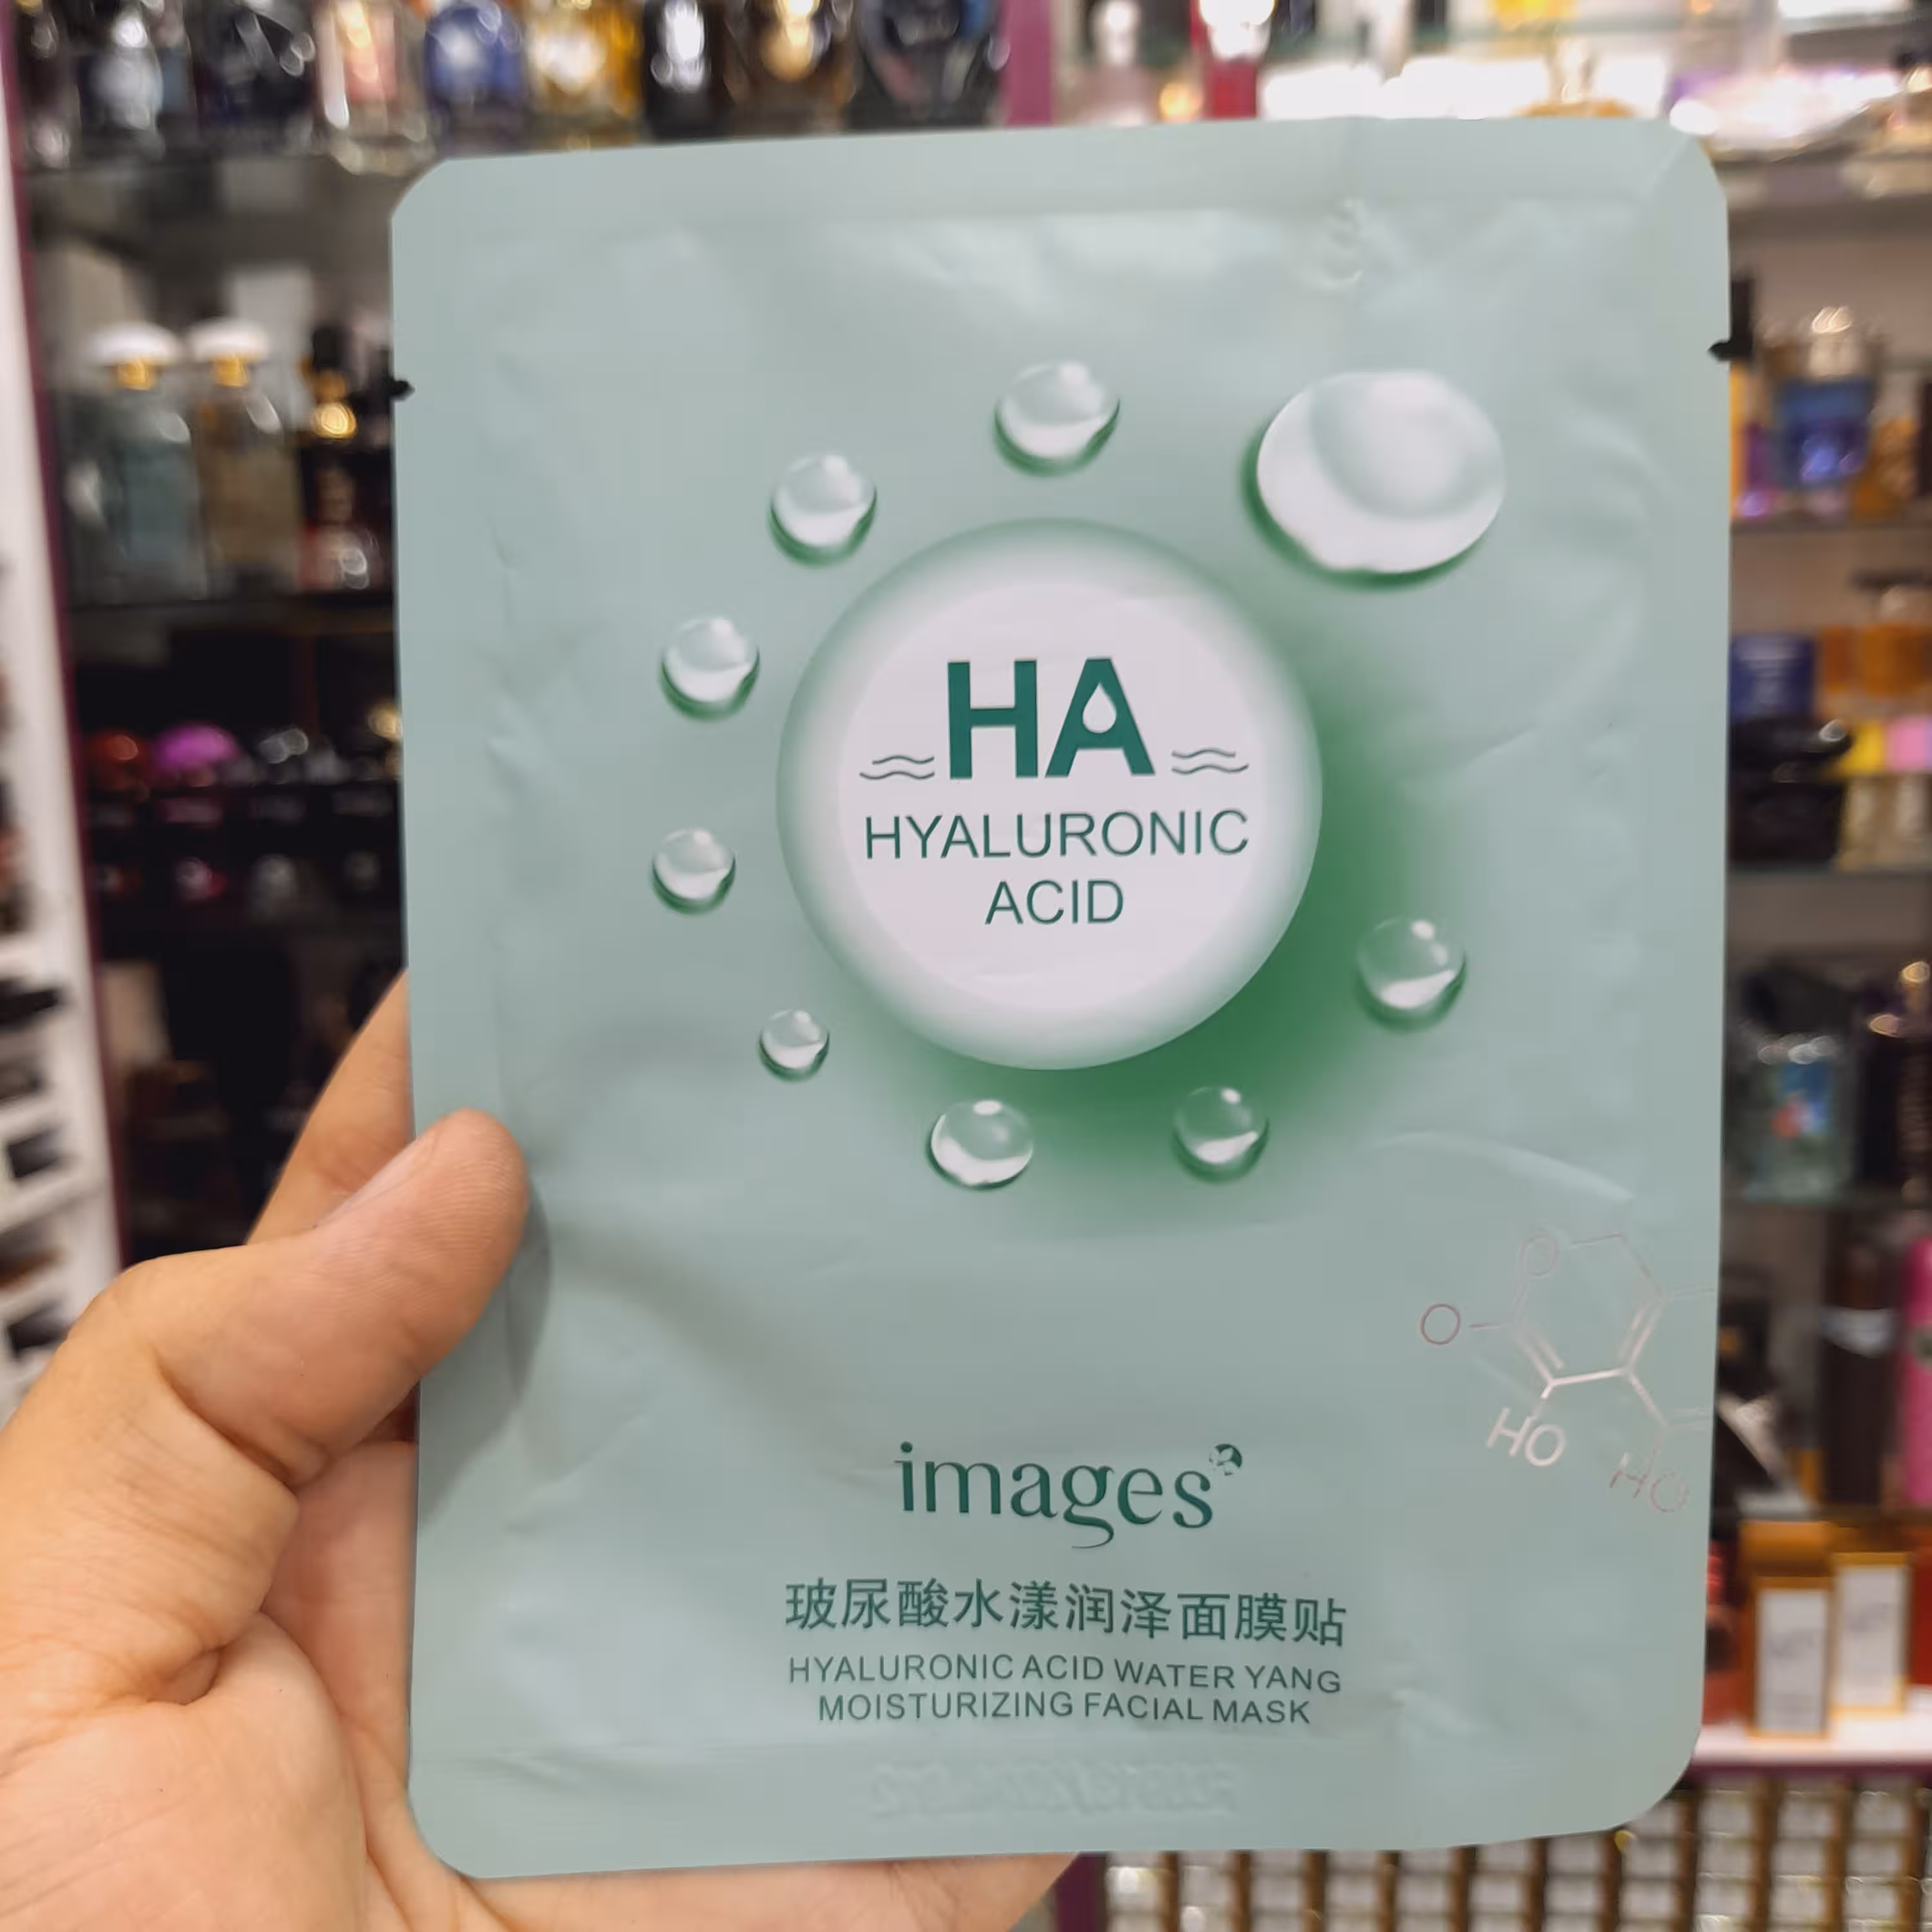 HA
HYALURONIC
ACID
O
O
HO
HO
images
玻尿酸水漾润泽面膜贴
HYALURONIC ACID WATER YANG
MOISTURIZING FACIAL MASK